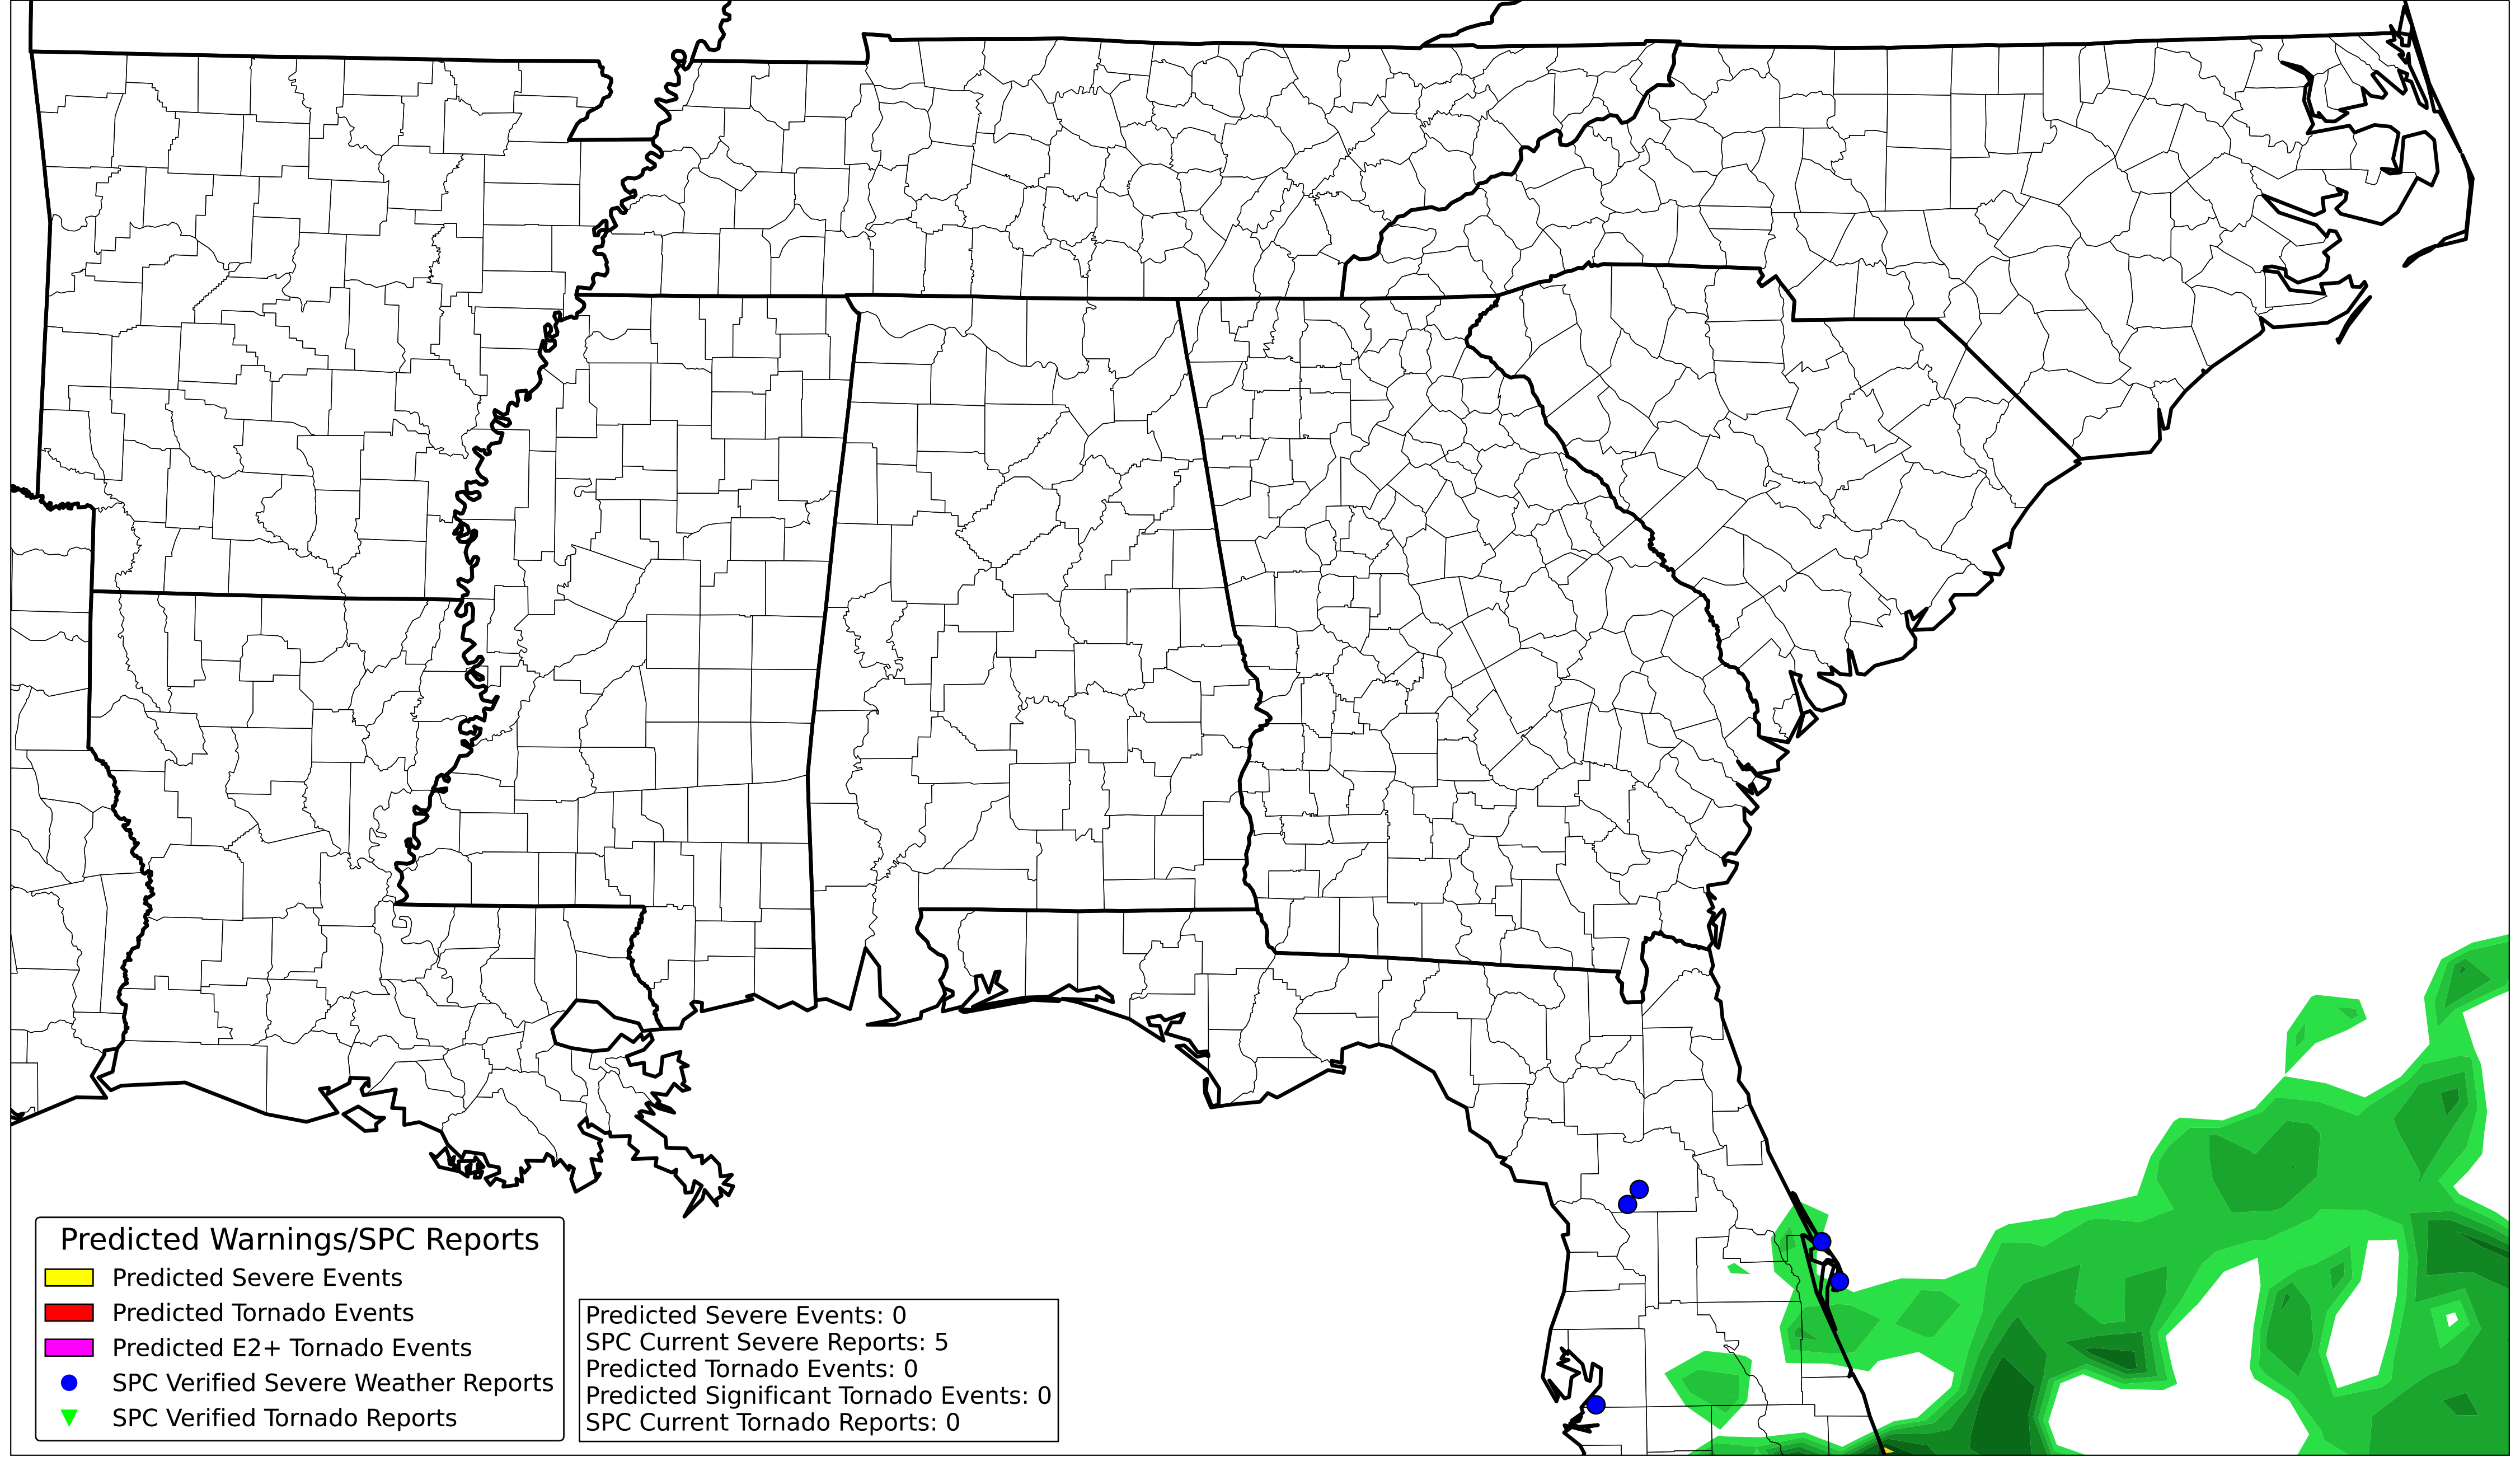 Predicted Warnings/SPC Reports
Predicted Severe Events
Predicted Tornado Events
Predicted E2+ Tornado Events
SPC Verified Severe Weather Reports
SPC Verified Tornado Reports
Predicted Severe Events: 0
SPC Current Severe Reports: 5
Predicted Tornado Events: 0
Predicted Significant Tornado Events: 0
SPC Current Tornado Reports: 0